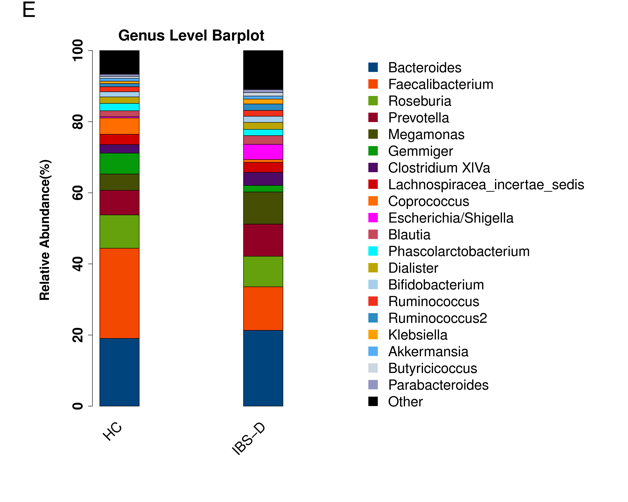 E
Genus Level Barplot
Relative Abundance(%)
100
80
60
40
20
0
HC
IBS-D
Bacteroides
Faecalibacterium
Roseburia
Prevotella
Megamonas
Gemmiger
Clostridium XIVa
Lachnospiracea_incertae_sedis
Coprococcus
Escherichia/Shigella
Blautia
Phascolarctobacterium
Dialister
Bifidobacterium
Ruminococcus
Ruminococcus2
Klebsiella
Akkermansia
Butyricicoccus
Parabacteroides
Other